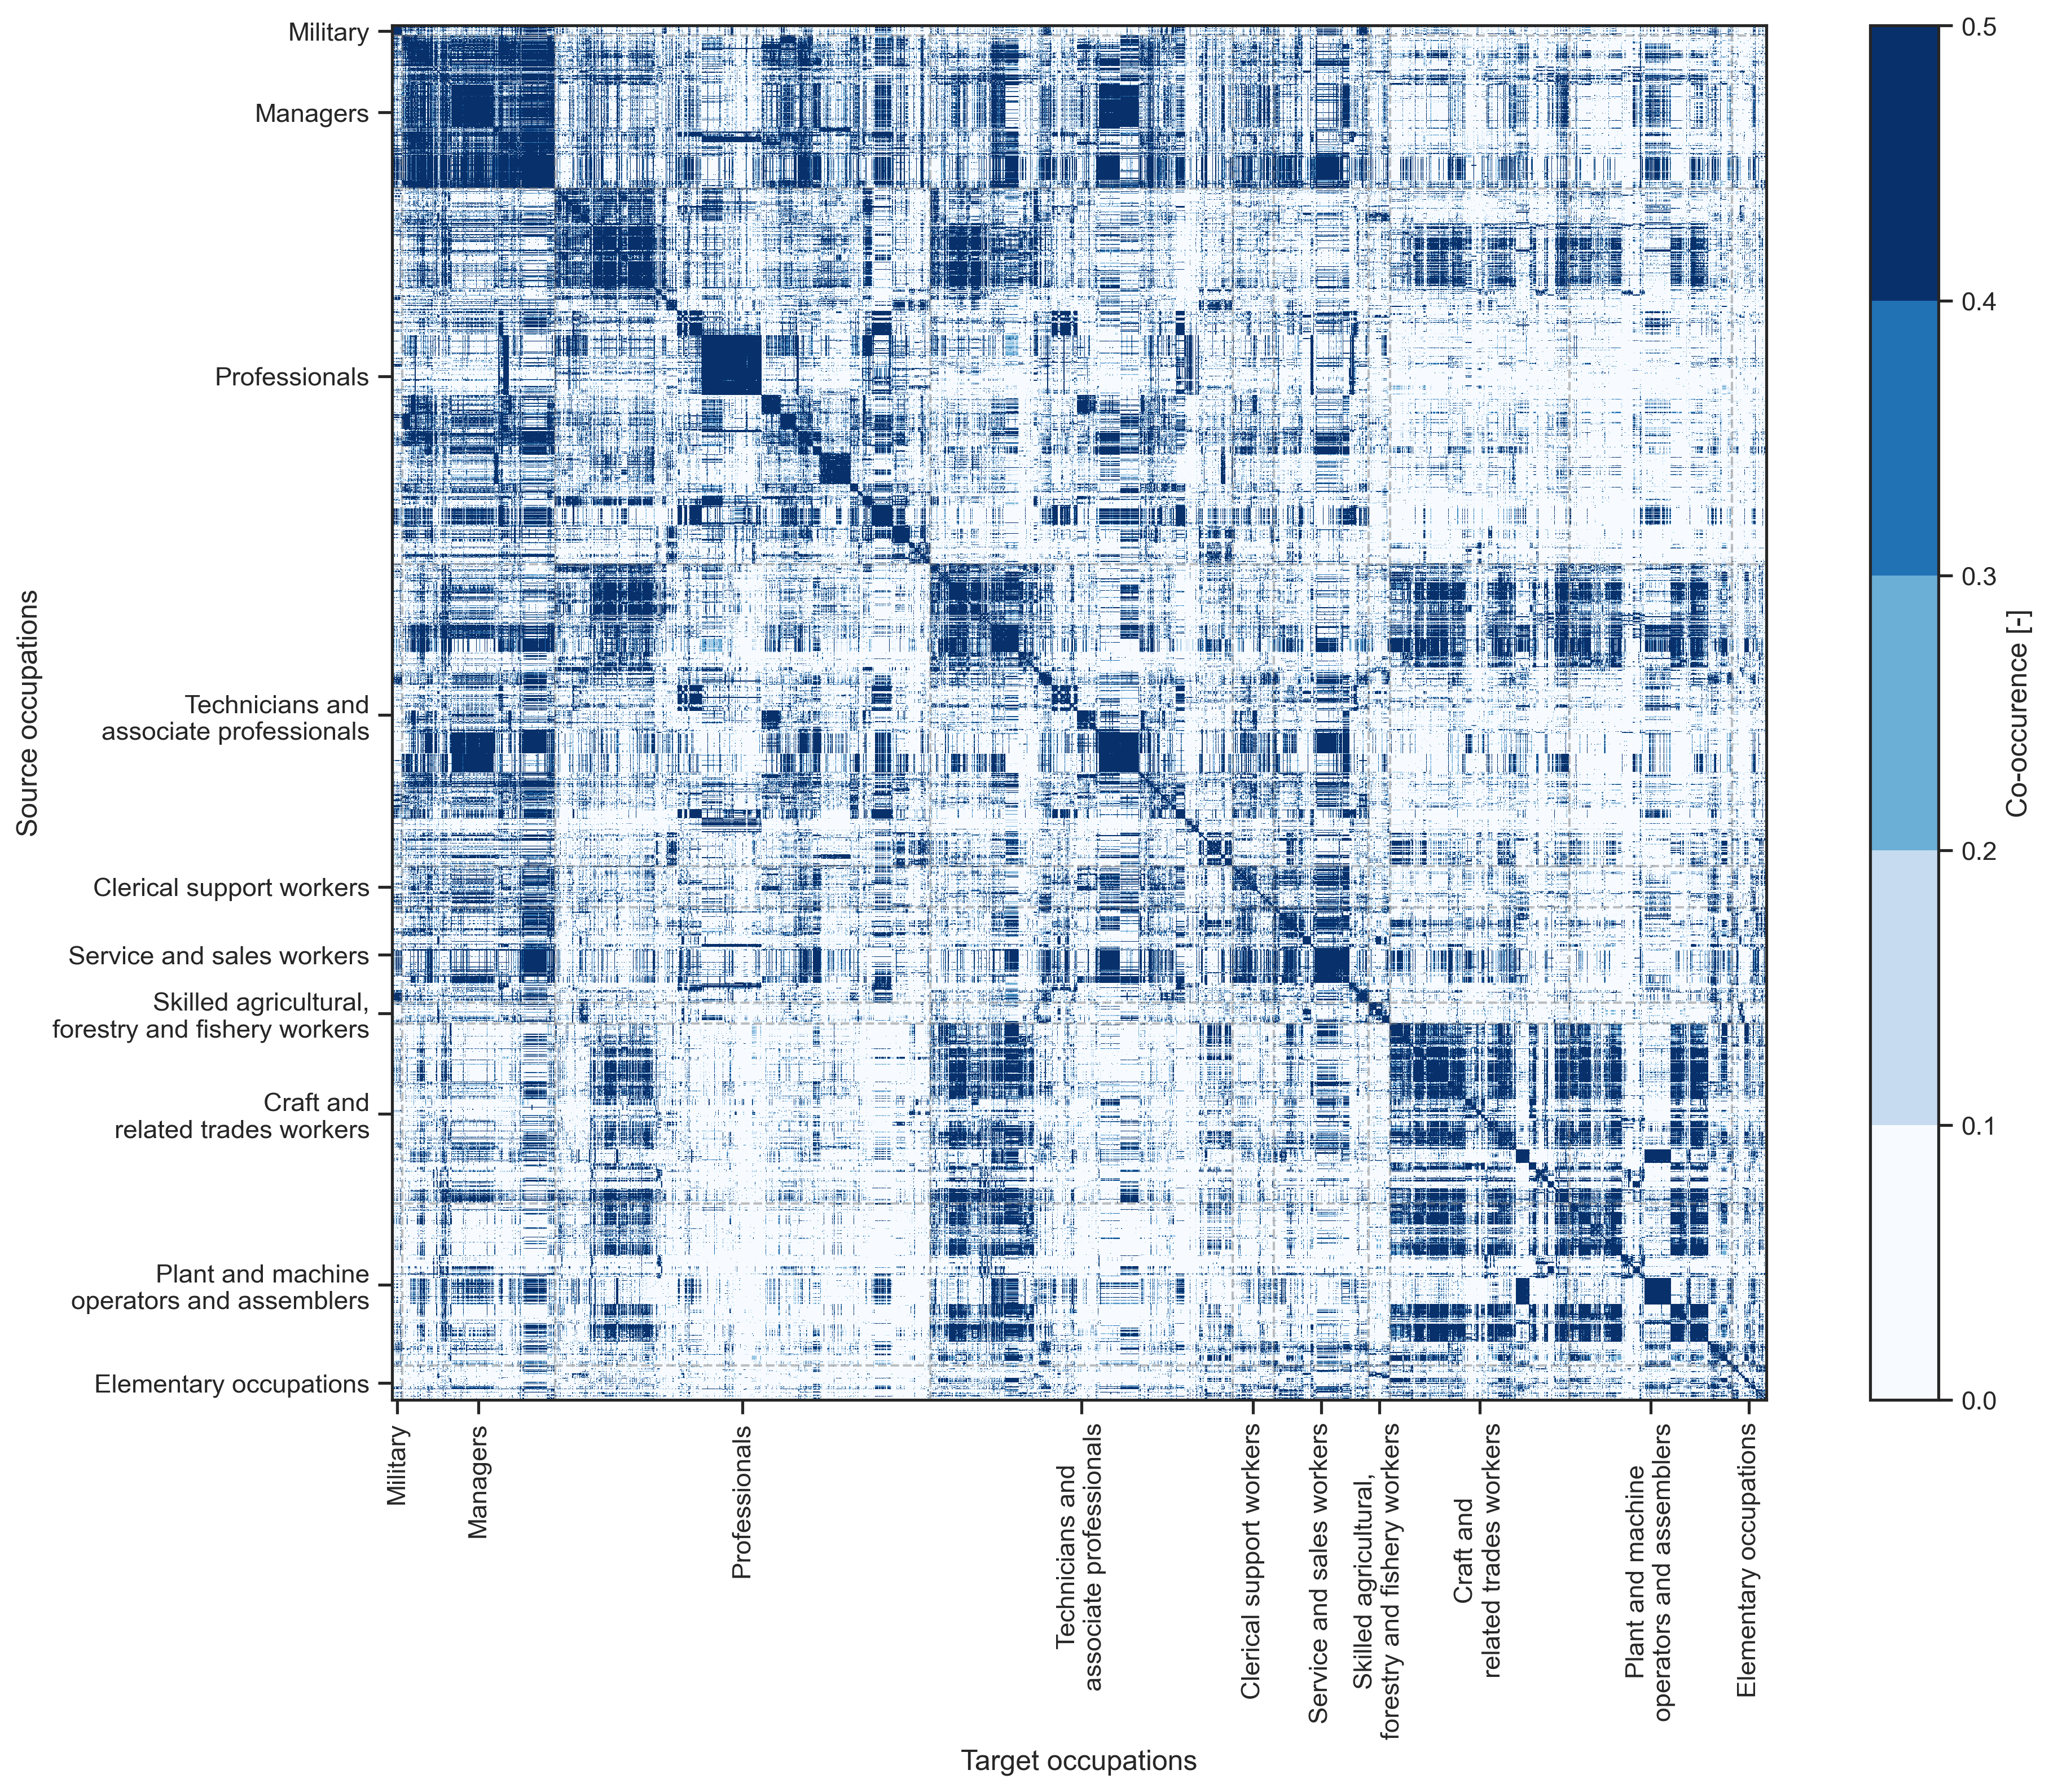 Military
Managers
Professionals
Technicians and
associate professionals
Clerical support workers
Service and sales workers
Skilled agricultural,
forestry and fishery workers
Craft and
related trades workers
Plant and machine
operators and assemblers
Elementary occupations
Source occupations
Military
Managers
Professionals
Technicians and
associate professionals
Clerical support workers
Service and sales workers
Skilled agricultural,
forestry and fishery workers
Craft and
related trades workers
Plant and machine
operators and assemblers
Elementary occupations
Target occupations
0.5
0.4
0.3
0.2
0.1
0.0
Co-occurence [-]